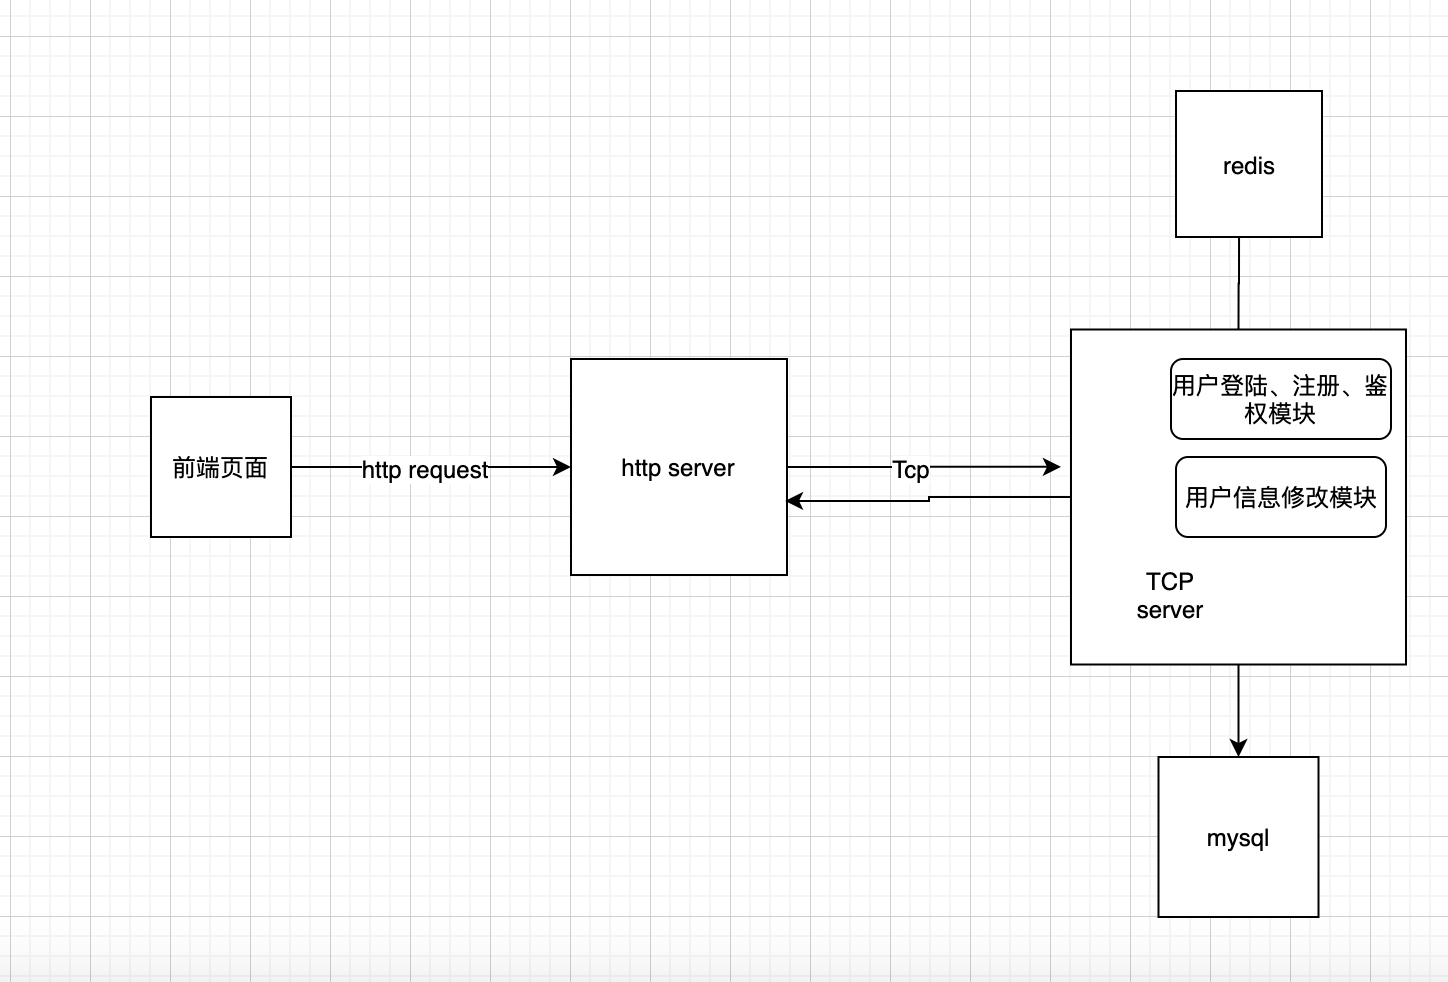 redis
用户登陆、注册、鉴
权模块
前端页面
http request
http server
Tcp
用户信息修改模块
TCP
server
mysql